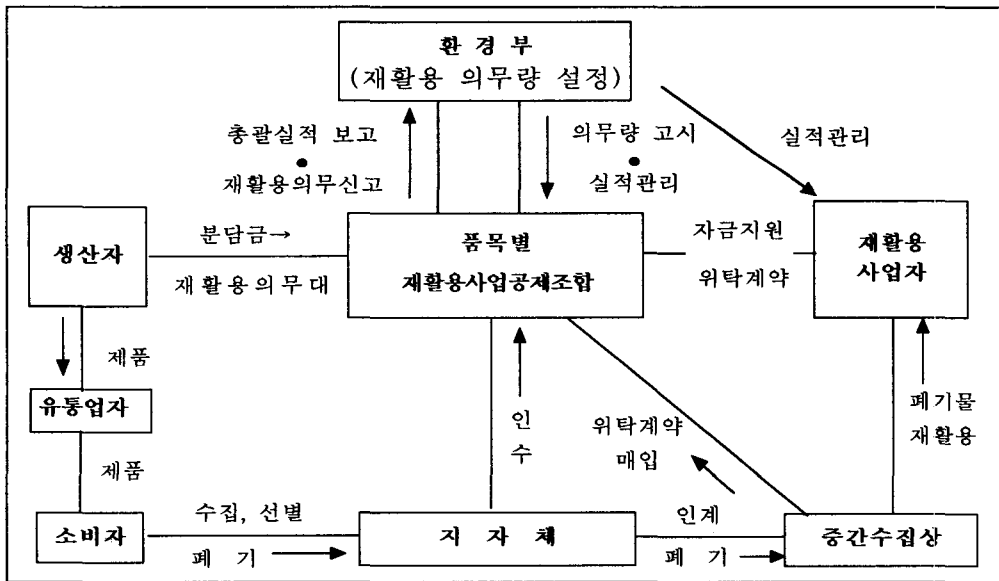 환 경 부
(재활용 의무량 설정)
총괄실적 보고
•
재활용의무신고
의무량 고시
•
실적관리
실적관리
생산자
분담금→
재활용의무대
품목별
재활용사업공제조합
자금지원
위탁계약
재활용
사업자
제품
유통업자
제품
인
수
위탁계약
매입
폐기물
재활용
소비자
수집, 선별
폐 기
지 자 체
인계
폐 기
중간수집상